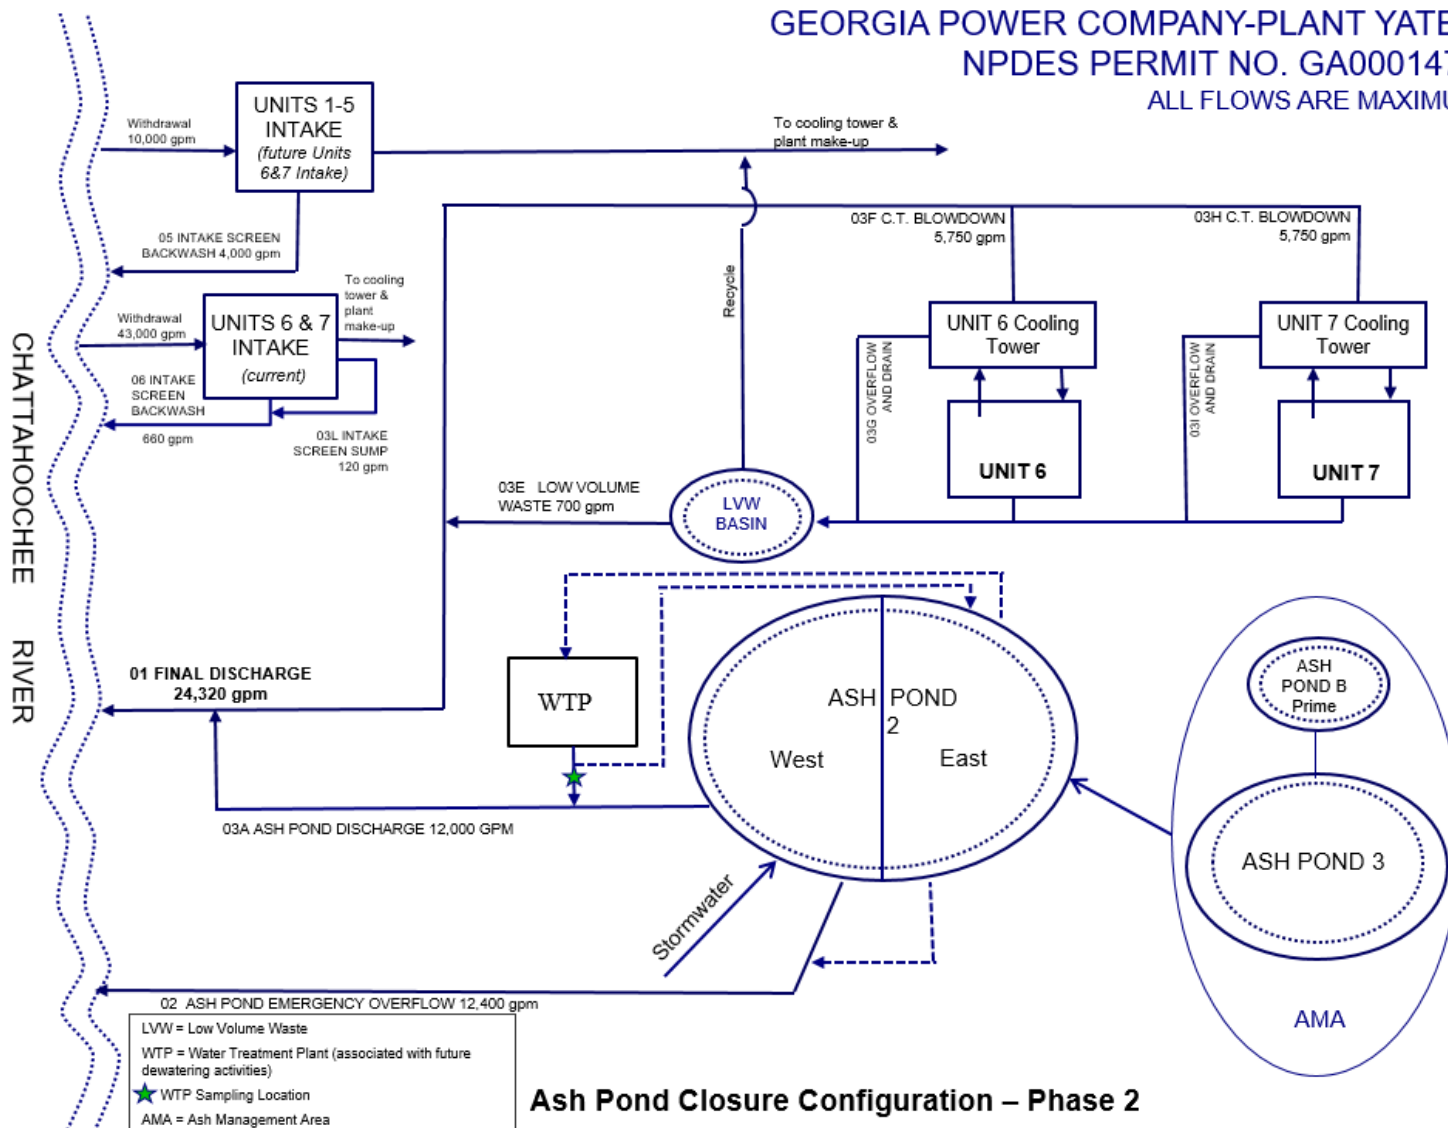 GEORGIA POWER COMPANY-PLANT YATE
NPDES PERMIT NO. GA000147
ALL FLOWS ARE MAXIMU
UNITS 1-5
INTAKE
(future Units
6&7 Intake)
Withdrawal
10,000 gpm
To cooling tower &
plant make-up
05 INTAKE SCREEN
BACKWASH 4,000 gpm
03F C.T. BLOWDOWN
5,750 gpm
03H C.T. BLOWDOWN
5,750 gpm
To cooling
tower &
plant
make-up
Withdrawal
43,000 gpm
UNITS 6 & 7
INTAKE
(current)
06 INTAKE
SCREEN
BACKWASH
660 gpm
03L INTAKE
SCREEN SUMP
120 gpm
Recycle
UNIT 6 Cooling
Tower
UNIT 7 Cooling
Tower
03G OVERFLOW
AND DRAIN
03I OVERFLOW
AND DRAIN
UNIT 6
UNIT 7
CHATTAHOOCHEE RIVER
03E LOW VOLUME
WASTE 700 gpm
LVW
BASIN
01 FINAL DISCHARGE
24,320 gpm
WTP
ASH POND
2
West
East
ASH
POND B
Prime
ASH POND 3
AMA
03A ASH POND DISCHARGE 12,000 GPM
Stormwater
02 ASH POND EMERGENCY OVERFLOW 12,400 gpm
LVW = Low Volume Waste
WTP = Water Treatment Plant (associated with future
dewatering activities)
WTP Sampling Location
AMA = Ash Management Area
Ash Pond Closure Configuration – Phase 2